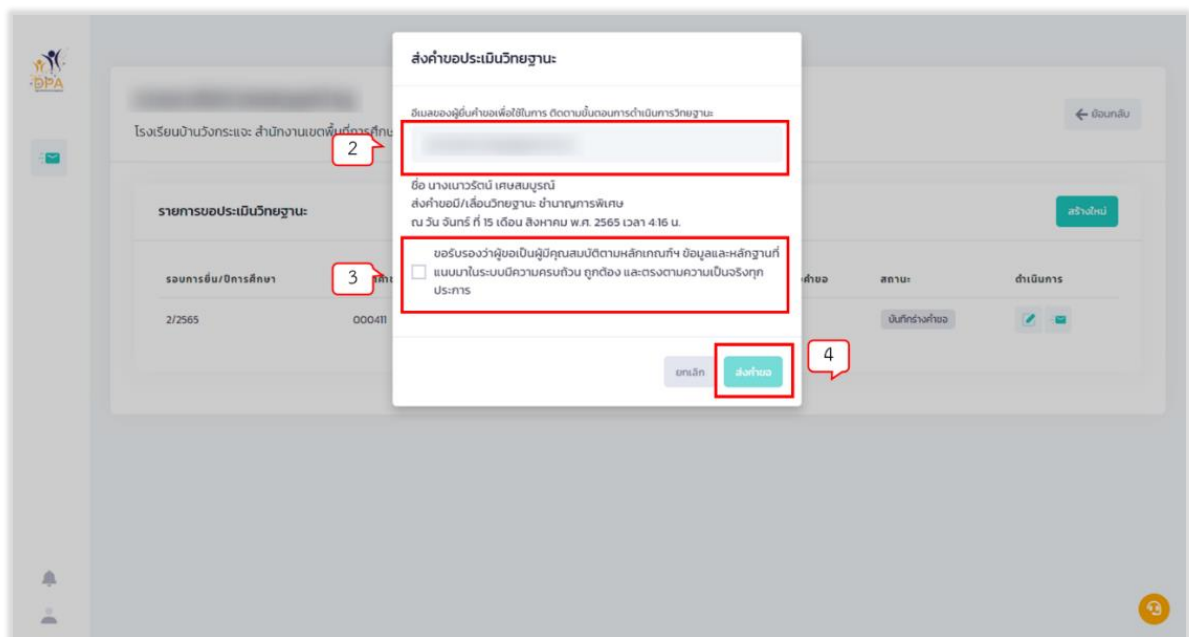 ส่งคำขอประเมินวิทยฐานะ
DPA
อีเมลของผู้ยื่นคำขอเพื่อใช้ในการ ติดตามขั้นตอนการดำเนินการวิทยฐานะ
← ย้อนกลับ
โรงเรียนบ้านวังกระแจะ สำนักงานเขตพื้นที่การศึกษ
2
ชื่อ นางเนาวรัตน์ เศษสมบูรณ์
ส่งคำขอมี/เลื่อนวิทยฐานะ ชำนาญการพิเศษ
ณ วัน จันทร์ ที่ 15 เดือน สิงหาคม พ.ศ. 2565 เวลา 4:16 น.
รายการขอประเมินวิทยฐานะ
สร้างใหม่
ขอรับรองว่าผู้ขอเป็นผู้มีคุณสมบัติตามหลักเกณฑ์ฯ ข้อมูลและหลักฐานที่
แนบมาในระบบมีความครบถ้วน ถูกต้อง และตรงตามความเป็นจริงทุก
ประการ
3
รอบการยื่น/ปีการศึกษา คำขอ สถานะ ดำเนินการ
2/2565 000411 บันทึกร่างคำขอ
ยกเลิก ส่งคำขอ
4